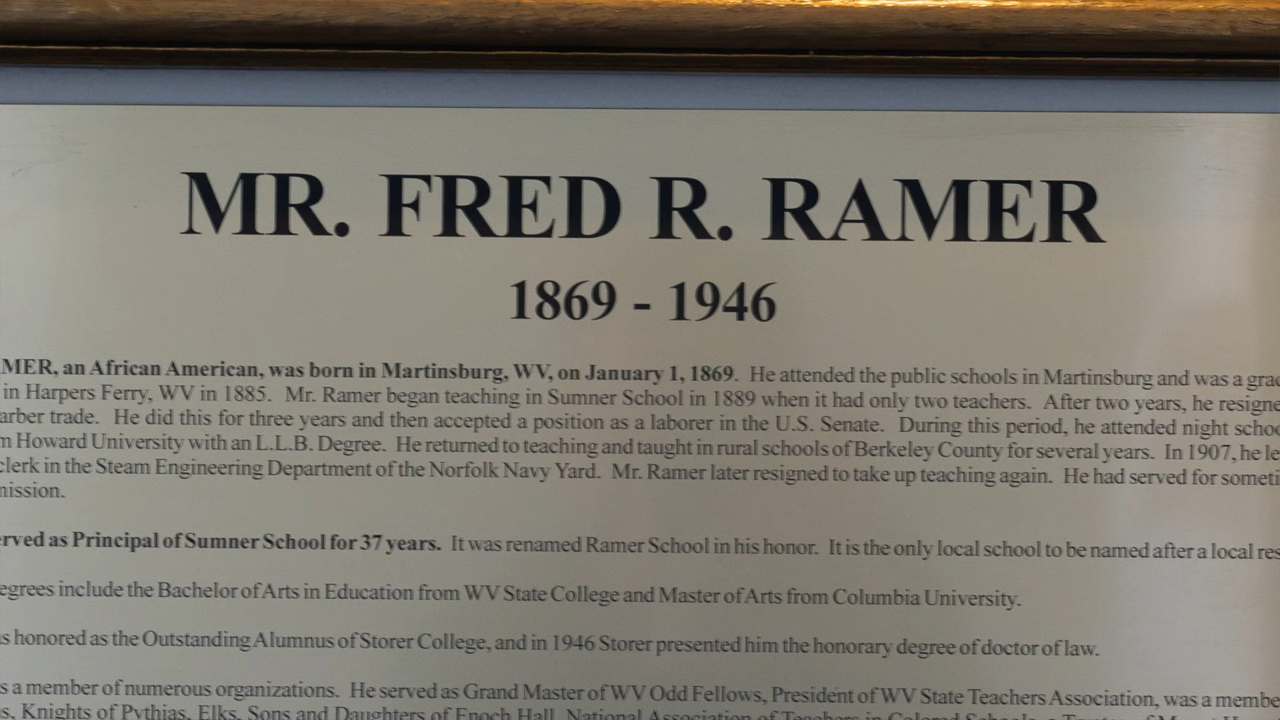 MR. FRED R. RAMER
1869 - 1946
MER, an African American, was born in Martinsburg, WV, on January 1, 1869. He attended the public schools in Martinsburg and was a grad
in Harpers Ferry, WV in 1885. Mr. Ramer began teaching in Sumner School in 1889 when it had only two teachers. After two years, he resigne
arber trade. He did this for three years and then accepted a position as a laborer in the U.S. Senate. During this period, he attended night schoo
m Howard University with an L.L.B. Degree. He returned to teaching and taught in rural schools of Berkeley County for several years. In 1907, he le
clerk in the Steam Engineering Department of the Norfolk Navy Yard. Mr. Ramer later resigned to take up teaching again. He had served for someti
nission.
erved as Principal of Sumner School for 37 years. It was renamed Ramer School in his honor. It is the only local school to be named after a local res
egrees include the Bachelor of Arts in Education from WV State College and Master of Arts from Columbia University.
as honored as the Outstanding Alumnus of Storer College, and in 1946 Storer presented him the honorary degree of doctor of law.
s a member of numerous organizations. He served as Grand Master of WV Odd Fellows, President of WV State Teachers Association, was a membe
s, Knights of Pythias, Elks, Sons and Daughters of Enoch Hall, National Association of Teachers in Colored Schools